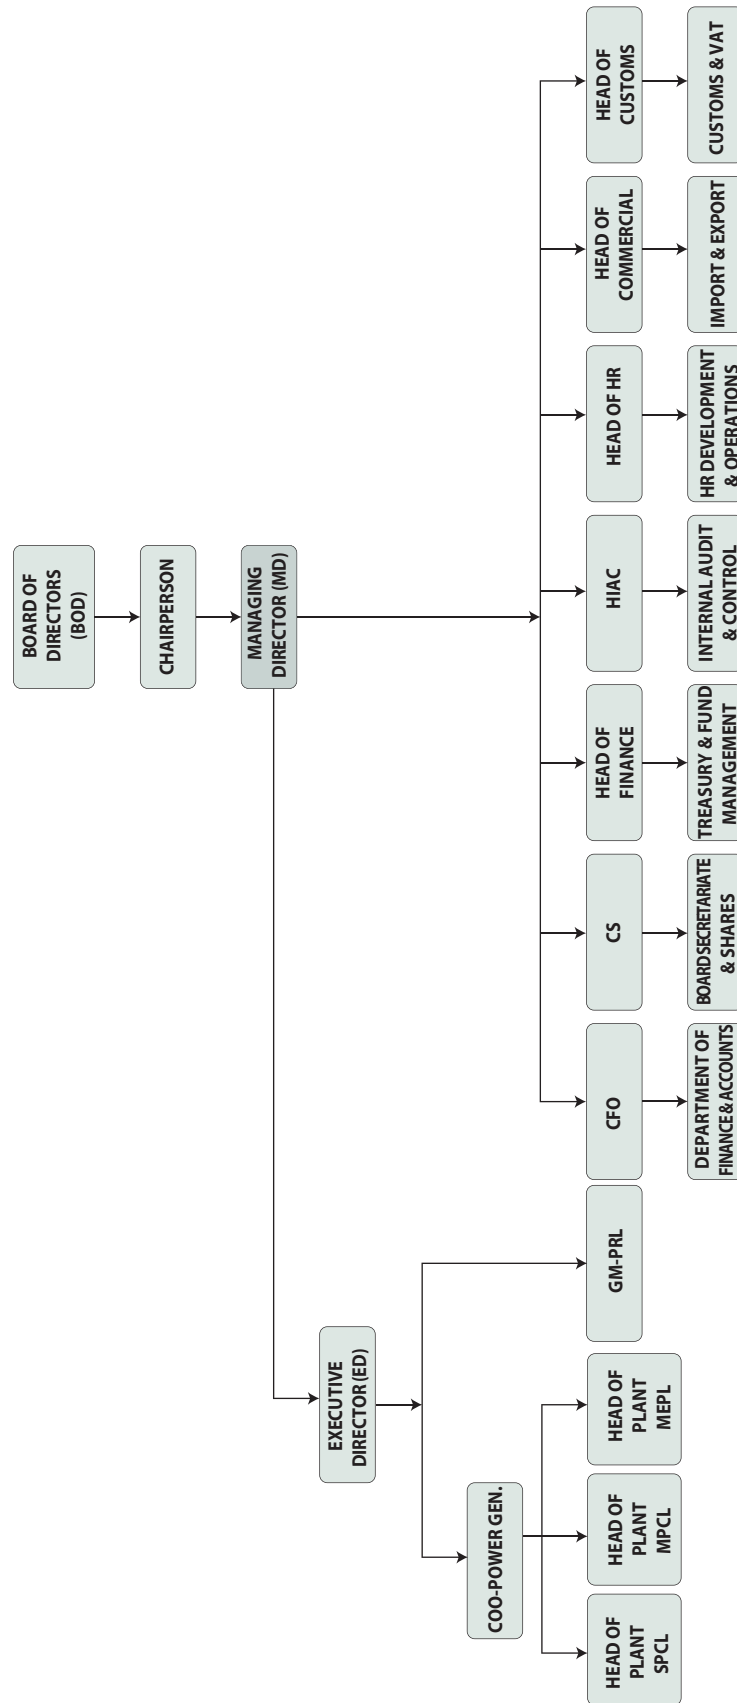 BOARD OF
DIRECTORS
(BOD)
CHAIRPERSON
MANAGING
DIRECTOR (MD)
EXECUTIVE
DIRECTOR (ED)
COO-POWER GEN.
HEAD OF
PLANT
SPCL
HEAD OF
PLANT
MPCL
HEAD OF
PLANT
MEPL
GM-PRL
CFO
CS
HEAD OF
FINANCE
HIAC
HEAD OF HR
HEAD OF
COMMERCIAL
HEAD OF
CUSTOMS
DEPARTMENT OF
FINANCE & ACCOUNTS
BOARD SECRETARIATE
& SHARES
TREASURY & FUND
MANAGEMENT
INTERNAL AUDIT
& CONTROL
HR DEVELOPMENT
& OPERATIONS
IMPORT & EXPORT
CUSTOMS & VAT